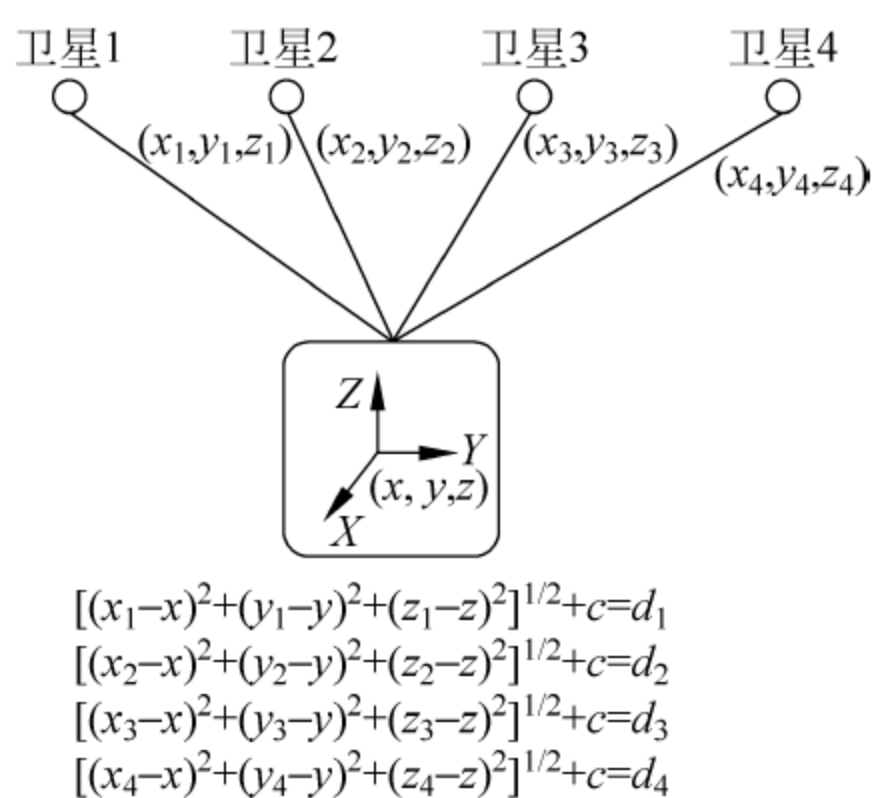 卫星1 卫星2 卫星3 卫星4
(x₁,y₁,z₁) (x₂,y₂,z₂) (x₃,y₃,z₃) (x₄,y₄,z₄)
Z
Y
(x, y,z)
X
[(x₁–x)²+(y₁–y)²+(z₁–z)²]¹/²+c=d₁
[(x₂–x)²+(y₂–y)²+(z₂–z)²]¹/²+c=d₂
[(x₃–x)²+(y₃–y)²+(z₃–z)²]¹/²+c=d₃
[(x₄–x)²+(y₄–y)²+(z₄–z)²]¹/²+c=d₄